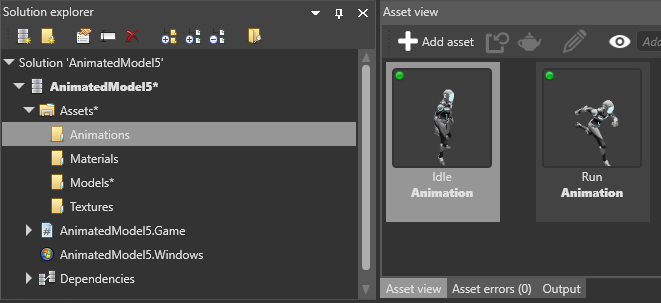 Solution explorer
Solution 'AnimatedModel5'
AnimatedModel5*
Assets*
Animations
Materials
Models*
Textures
AnimatedModel5.Game
AnimatedModel5.Windows
Dependencies
Asset view
Add asset
Add
Idle
Animation
Run
Animation
Asset view Asset errors (0) Output